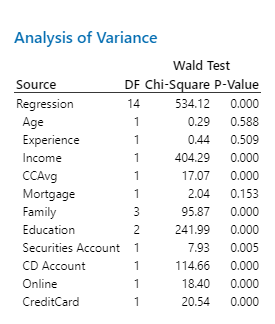 Analysis of Variance
Wald Test
Source DF Chi-Square P-Value
Regression 14 534.12 0.000
Age 1 0.29 0.588
Experience 1 0.44 0.509
Income 1 404.29 0.000
CCAvg 1 17.07 0.000
Mortgage 1 2.04 0.153
Family 3 95.87 0.000
Education 2 241.99 0.000
Securities Account 1 7.93 0.005
CD Account 1 114.66 0.000
Online 1 18.40 0.000
CreditCard 1 20.54 0.000